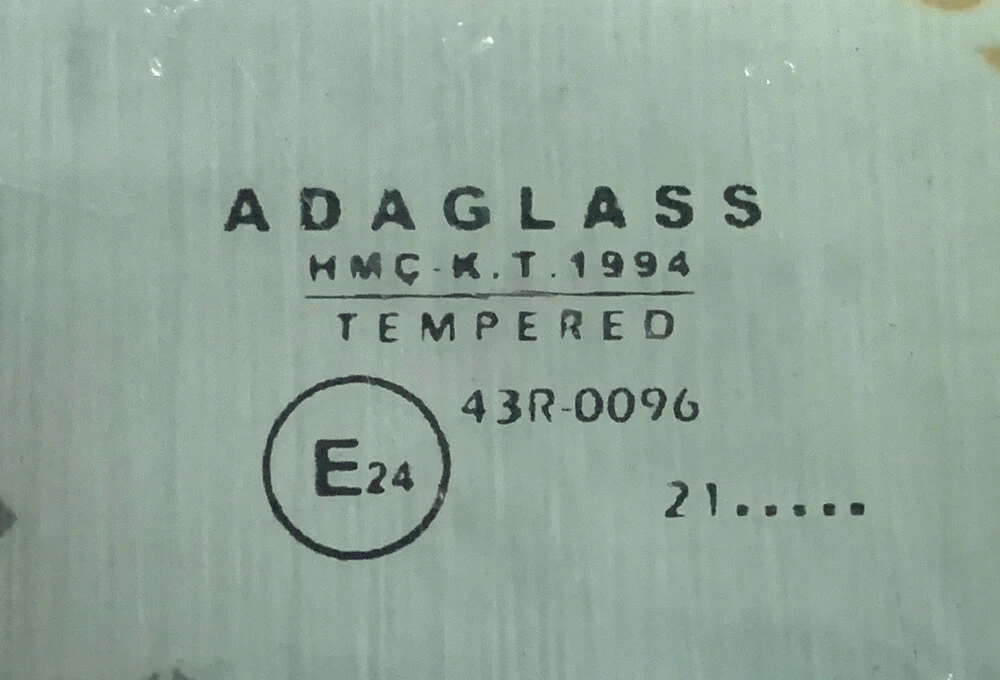 ADAGLASS
HMÇ-K.T.1994
TEMPERED
43R-0096
E24
21.....